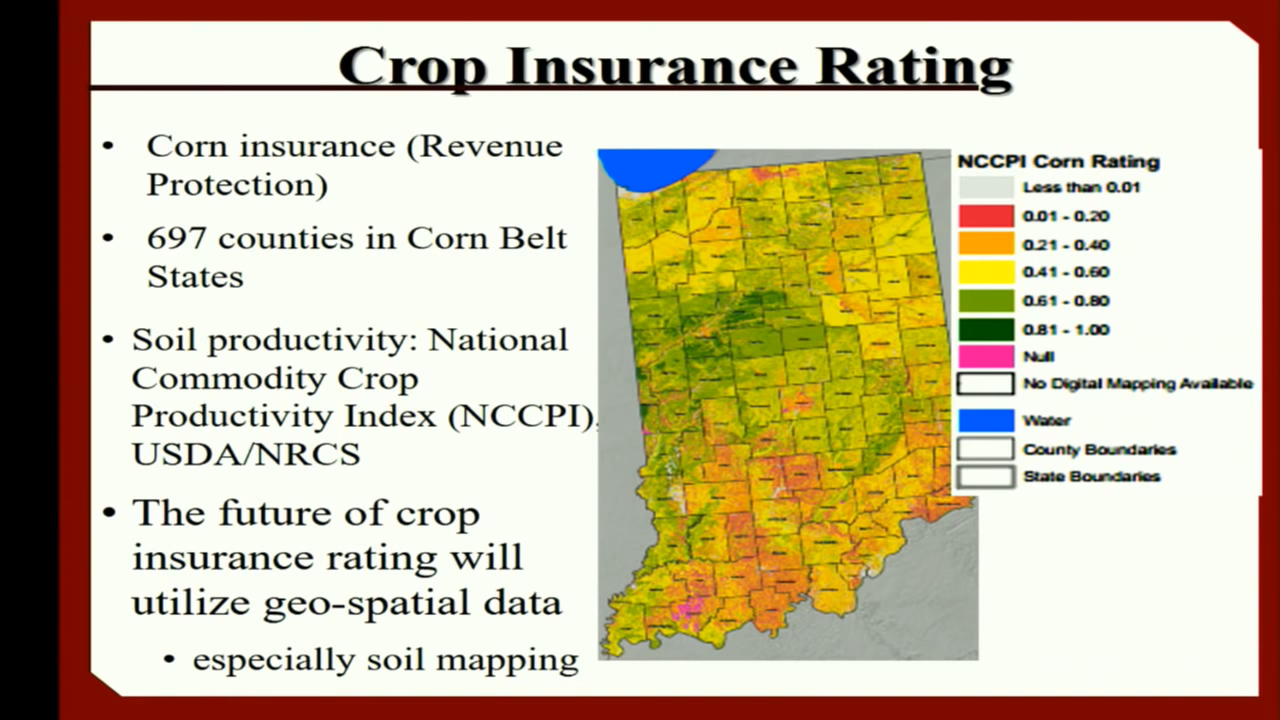 Crop Insurance Rating
• Corn insurance (Revenue
Protection)
• 697 counties in Corn Belt
States
• Soil productivity: National
Commodity Crop
Productivity Index (NCCPI),
USDA/NRCS
• The future of crop
insurance rating will
utilize geo-spatial data
• especially soil mapping
NCCPI Corn Rating
Less than 0.01
0.01 - 0.20
0.21 - 0.40
0.41 - 0.60
0.61 - 0.80
0.81 - 1.00
Null
No Digital Mapping Available
Water
County Boundaries
State Boundaries